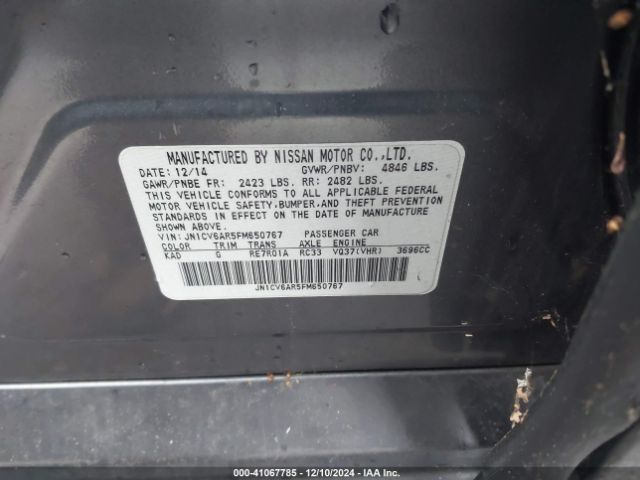 MANUFACTURED BY NISSAN MOTOR CO.,LTD.
DATE: 12/14 GVWR/PNBV: 4846 LBS.
GAWR/PNBE FR: 2423 LBS. RR: 2482 LBS.
THIS VEHICLE CONFORMS TO ALL APPLICABLE FEDERAL
MOTOR VEHICLE SAFETY,BUMPER,AND THEFT PREVENTION
STANDARDS IN EFFECT ON THE DATE OF MANUFACTURE
SHOWN ABOVE.
VIN: JN1CV6AR5FM650767 PASSENGER CAR
COLOR TRIM TRANS AXLE ENGINE
KAD G RE7R01A RC33 VQ37(VHR) 3696CC
JN1CV6AR5FM650767
000-41067785 - 12/10/2024 - IAA Inc.